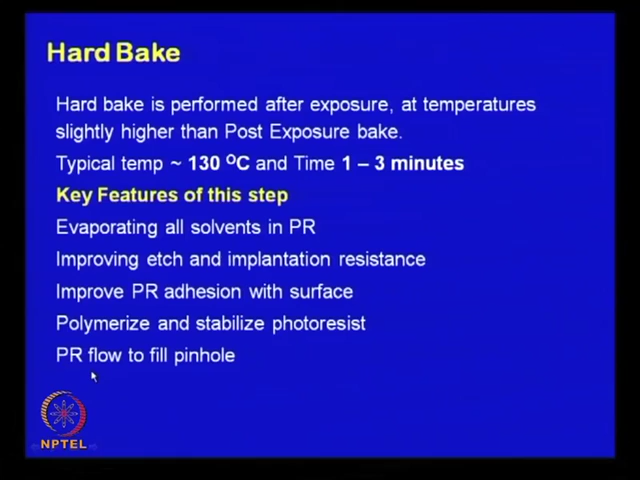 Hard Bake
Hard bake is performed after exposure, at temperatures
slightly higher than Post Exposure bake.
Typical temp ~ 130 ᴼC and Time 1 – 3 minutes
Key Features of this step
Evaporating all solvents in PR
Improving etch and implantation resistance
Improve PR adhesion with surface
Polymerize and stabilize photoresist
PR flow to fill pinhole
NPTEL